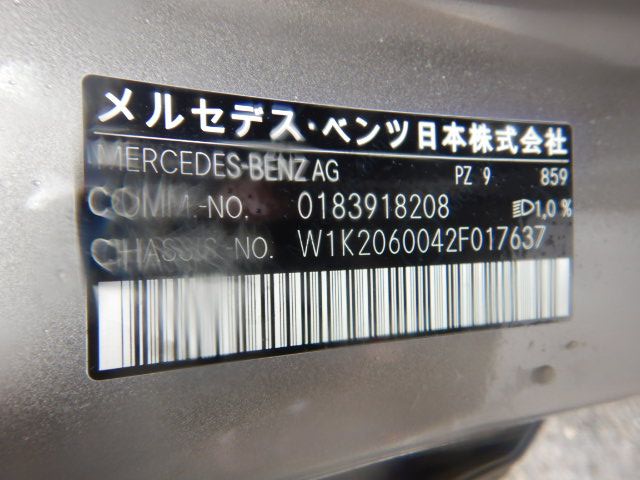 メルセデス・ベンツ日本株式会社
MERCEDES-BENZ AG PZ 9 859
COMM.-NO. 0183918208 1,0 %
CHASSIS-NO. W1K2060042F017637